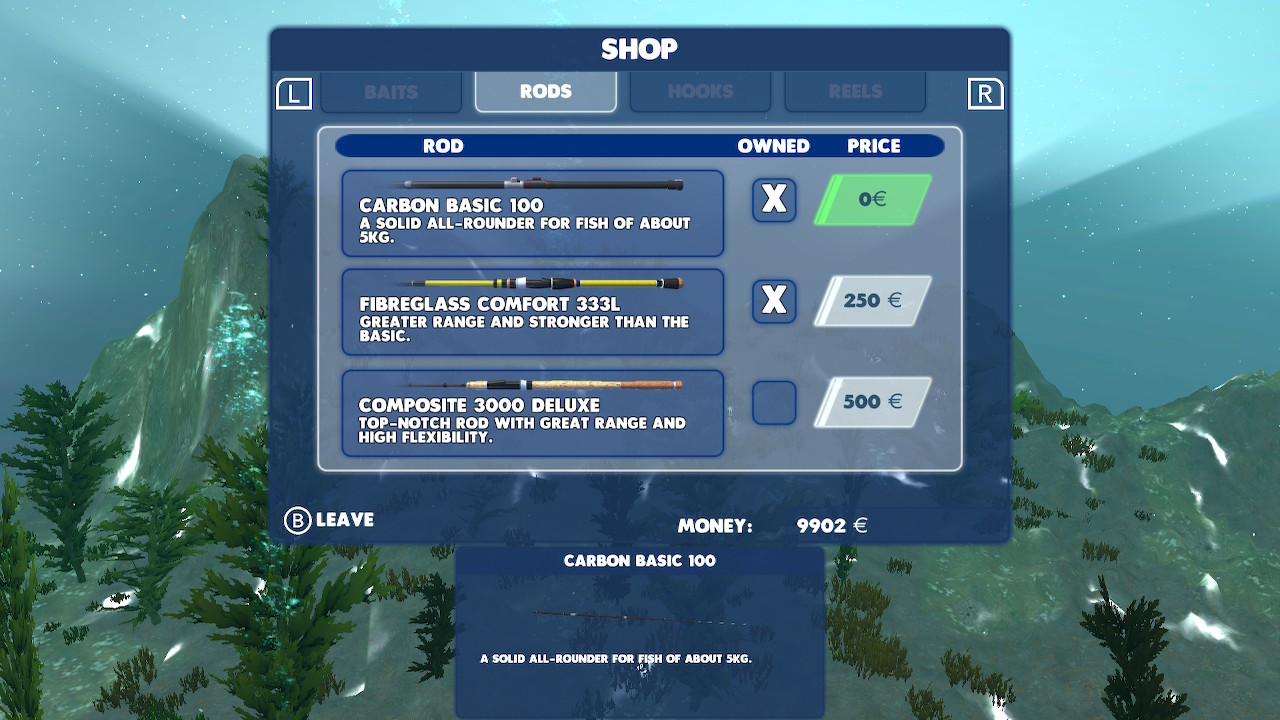 SHOP
L BAITS RODS HOOKS REELS R
ROD OWNED PRICE
CARBON BASIC 100
A SOLID ALL-ROUNDER FOR FISH OF ABOUT
5KG.
X 0€
FIBREGLASS COMFORT 333L
GREATER RANGE AND STRONGER THAN THE
BASIC.
X 250 €
COMPOSITE 3000 DELUXE
TOP-NOTCH ROD WITH GREAT RANGE AND
HIGH FLEXIBILITY.
500 €
B LEAVE
MONEY: 9902 €
CARBON BASIC 100
A SOLID ALL-ROUNDER FOR FISH OF ABOUT 5KG.